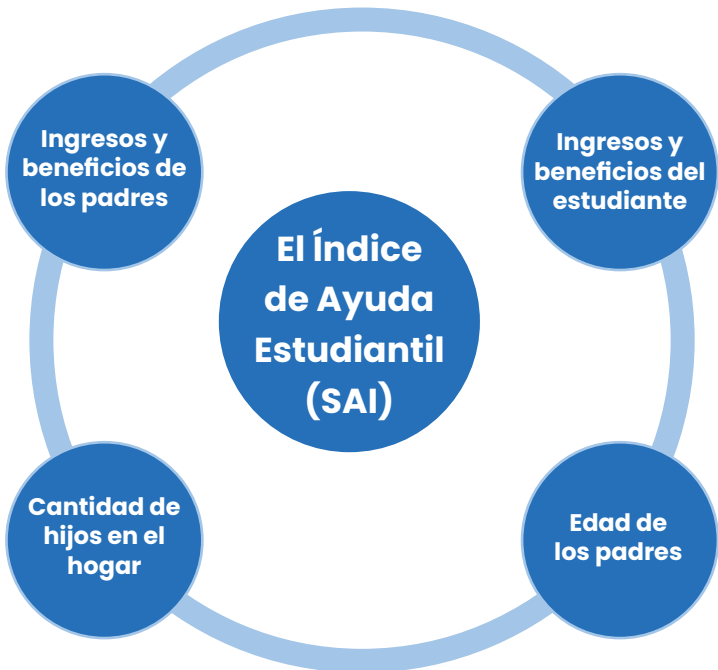 Ingresos y
beneficios de
los padres
Ingresos y
beneficios del
estudiante
El Índice
de Ayuda
Estudiantil
(SAI)
Cantidad de
hijos en el
hogar
Edad de
los padres